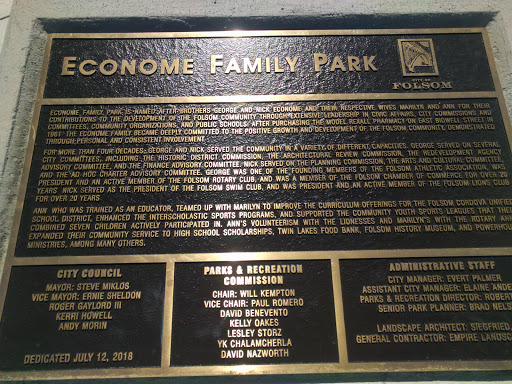 ECONOME FAMILY PARK
CITY OF
FOLSOM
ECONOME FAMILY PARK IS NAMED AFTER BROTHERS GEORGE AND NICK ECONOME AND THEIR RESPECTIVE WIVES MARILYN AND ANN FOR THEIR
CONTRIBUTIONS TO THE DEVELOPMENT OF THE FOLSOM COMMUNITY THROUGH EXTENSIVE LEADERSHIP IN CIVIC AFFAIRS, CITY COMMISSIONS AND
COMMITTEES, COMMUNITY ORGANIZATIONS, AND PUBLIC SCHOOLS. AFTER PURCHASING THE MODEL REXALL PHARMACY ON EAST BIDWELL STREET IN
1961 THE ECONOME FAMILY BECAME DEEPLY COMMITTED TO THE POSITIVE GROWTH AND DEVELOPMENT OF THE FOLSOM COMMUNITY, DEMONSTRATED
THROUGH PERSONAL AND CONSISTENT INVOLVEMENT.
FOR MORE THAN FOUR DECADES, GEORGE AND NICK SERVED THE COMMUNITY IN A VARIETY OF DIFFERENT CAPACITIES. GEORGE SERVED ON SEVERAL
CITY COMMITTEES, INCLUDING THE HISTORIC DISTRICT COMMISSION, THE ARCHITECTURAL REVIEW COMMISSION, THE REDEVELOPMENT AGENCY
ADVISORY COMMITTEE, AND THE FINANCE ADVISORY COMMITTEE. NICK SERVED ON THE PLANNING COMMISSION, THE ARTS AND CULTURAL COMMITTEE,
AND THE AD HOC CHARTER ADVISORY COMMITTEE. GEORGE WAS ONE OF THE FOUNDING MEMBERS OF THE FOLSOM ATHLETIC ASSOCIATION, WAS
PRESIDENT AND AN ACTIVE MEMBER OF THE FOLSOM ROTARY CLUB, AND WAS A MEMBER OF THE FOLSOM CHAMBER OF COMMERCE FOR OVER 20
YEARS. NICK SERVED AS THE PRESIDENT OF THE FOLSOM SWIM CLUB, AND WAS PRESIDENT AND AN ACTIVE MEMBER OF THE FOLSOM LIONS CLUB
FOR OVER 20 YEARS.
ANN WHO WAS TRAINED AS AN EDUCATOR, TEAMED UP WITH MARILYN TO IMPROVE THE CURRICULUM OFFERINGS FOR THE FOLSOM CORDOVA UNIFIED
SCHOOL DISTRICT, ENHANCED THE INTERSCHOLASTIC SPORTS PROGRAMS, AND SUPPORTED THE COMMUNITY YOUTH SPORTS LEAGUES THAT THEIR
COMBINED SEVEN CHILDREN ACTIVELY PARTICIPATED IN. ANN'S VOLUNTEERISM WITH THE LIONESSES AND MARILYN'S WITH THE ROTARY ANNS
EXPANDED THEIR COMMUNITY SERVICE TO HIGH SCHOOL SCHOLARSHIPS, TWIN LAKES FOOD BANK, FOLSOM HISTORY MUSEUM, AND POWERHOUSE
MINISTRIES, AMONG MANY OTHERS.
CITY COUNCIL
MAYOR: STEVE MIKLOS
VICE MAYOR: ERNIE SHELDON
ROGER GAYLORD III
KERRI HOWELL
ANDY MORIN
DEDICATED JULY 12, 2018
PARKS & RECREATION
COMMISSION
CHAIR: WILL KEMPTON
VICE CHAIR: PAUL ROMERO
DAVID BENEVENTO
KELLY OAKES
LESLEY STORZ
YK CHALAMCHERLA
DAVID NAZWORTH
ADMINISTRATIVE STAFF
CITY MANAGER: EVERT PALMER
ASSISTANT CITY MANAGER: ELAINE
PARKS & RECREATION DIRECTOR: ROBERT
SENIOR PARK PLANNER: BRAD
LANDSCAPE ARCHITECT: SIEGFRIED,
GENERAL CONTRACTOR: EMPIRE